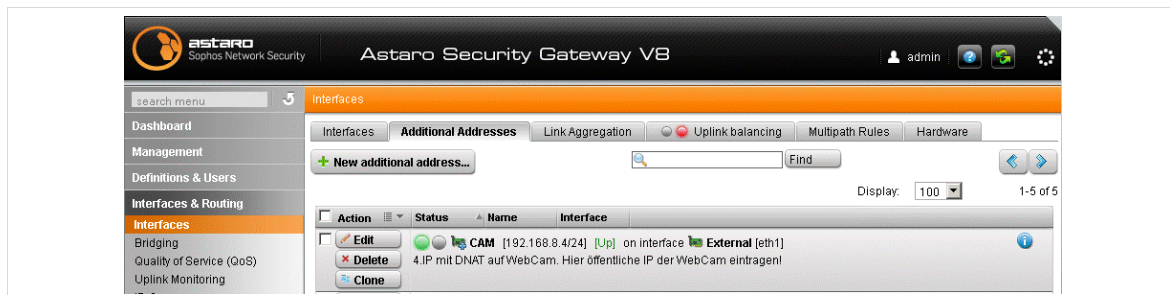 astaro
Sophos Network Security
Astaro Security Gateway V8
admin
search menu
Interfaces
Dashboard
Management
Definitions & Users
Interfaces & Routing
Interfaces
Bridging
Quality of Service (QoS)
Uplink Monitoring
Interfaces Additional Addresses Link Aggregation Uplink balancing Multipath Rules Hardware
+ New additional address... Find
Display: 100 1-5 of 5
Action Status Name Interface
Edit CAM [192.168.8.4/24] [Up] on interface External [eth1]
Delete 4.IP mit DNAT auf WebCam. Hier öffentliche IP der WebCam eintragen!
Clone